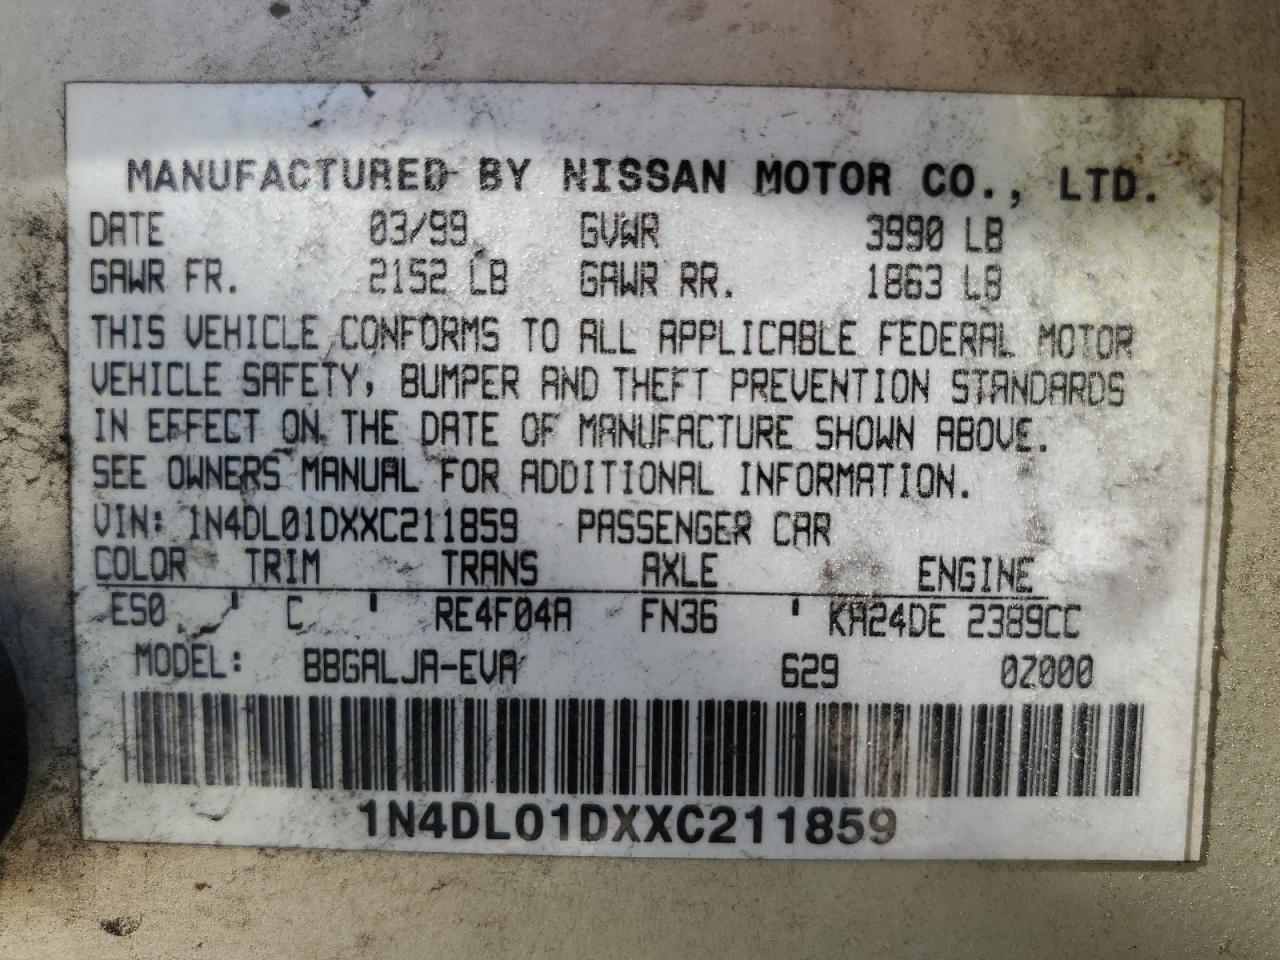 MANUFACTURED BY NISSAN MOTOR CO., LTD.
DATE 03/99 GVWR 3990 LB
GAWR FR. 2152 LB GAWR RR. 1863 LB
THIS VEHICLE CONFORMS TO ALL APPLICABLE FEDERAL MOTOR
VEHICLE SAFETY, BUMPER AND THEFT PREVENTION STANDARDS
IN EFFECT ON THE DATE OF MANUFACTURE SHOWN ABOVE.
SEE OWNERS MANUAL FOR ADDITIONAL INFORMATION.
VIN: 1N4DL01DXXC211859 PASSENGER CAR
COLOR TRIM TRANS AXLE ENGINE
ES0 ' C ' RE4F04A FN36 ' KA24DE 2389CC
MODEL: BBGALJA-EVA 629 0Z000
1N4DL01DXXC211859